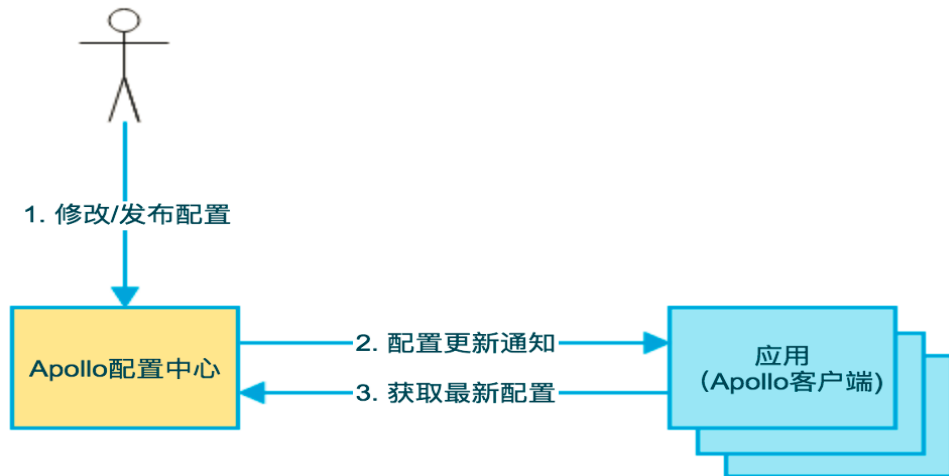 1. 修改/发布配置
Apollo配置中心
2. 配置更新通知
3. 获取最新配置
应用
（Apollo客户端)